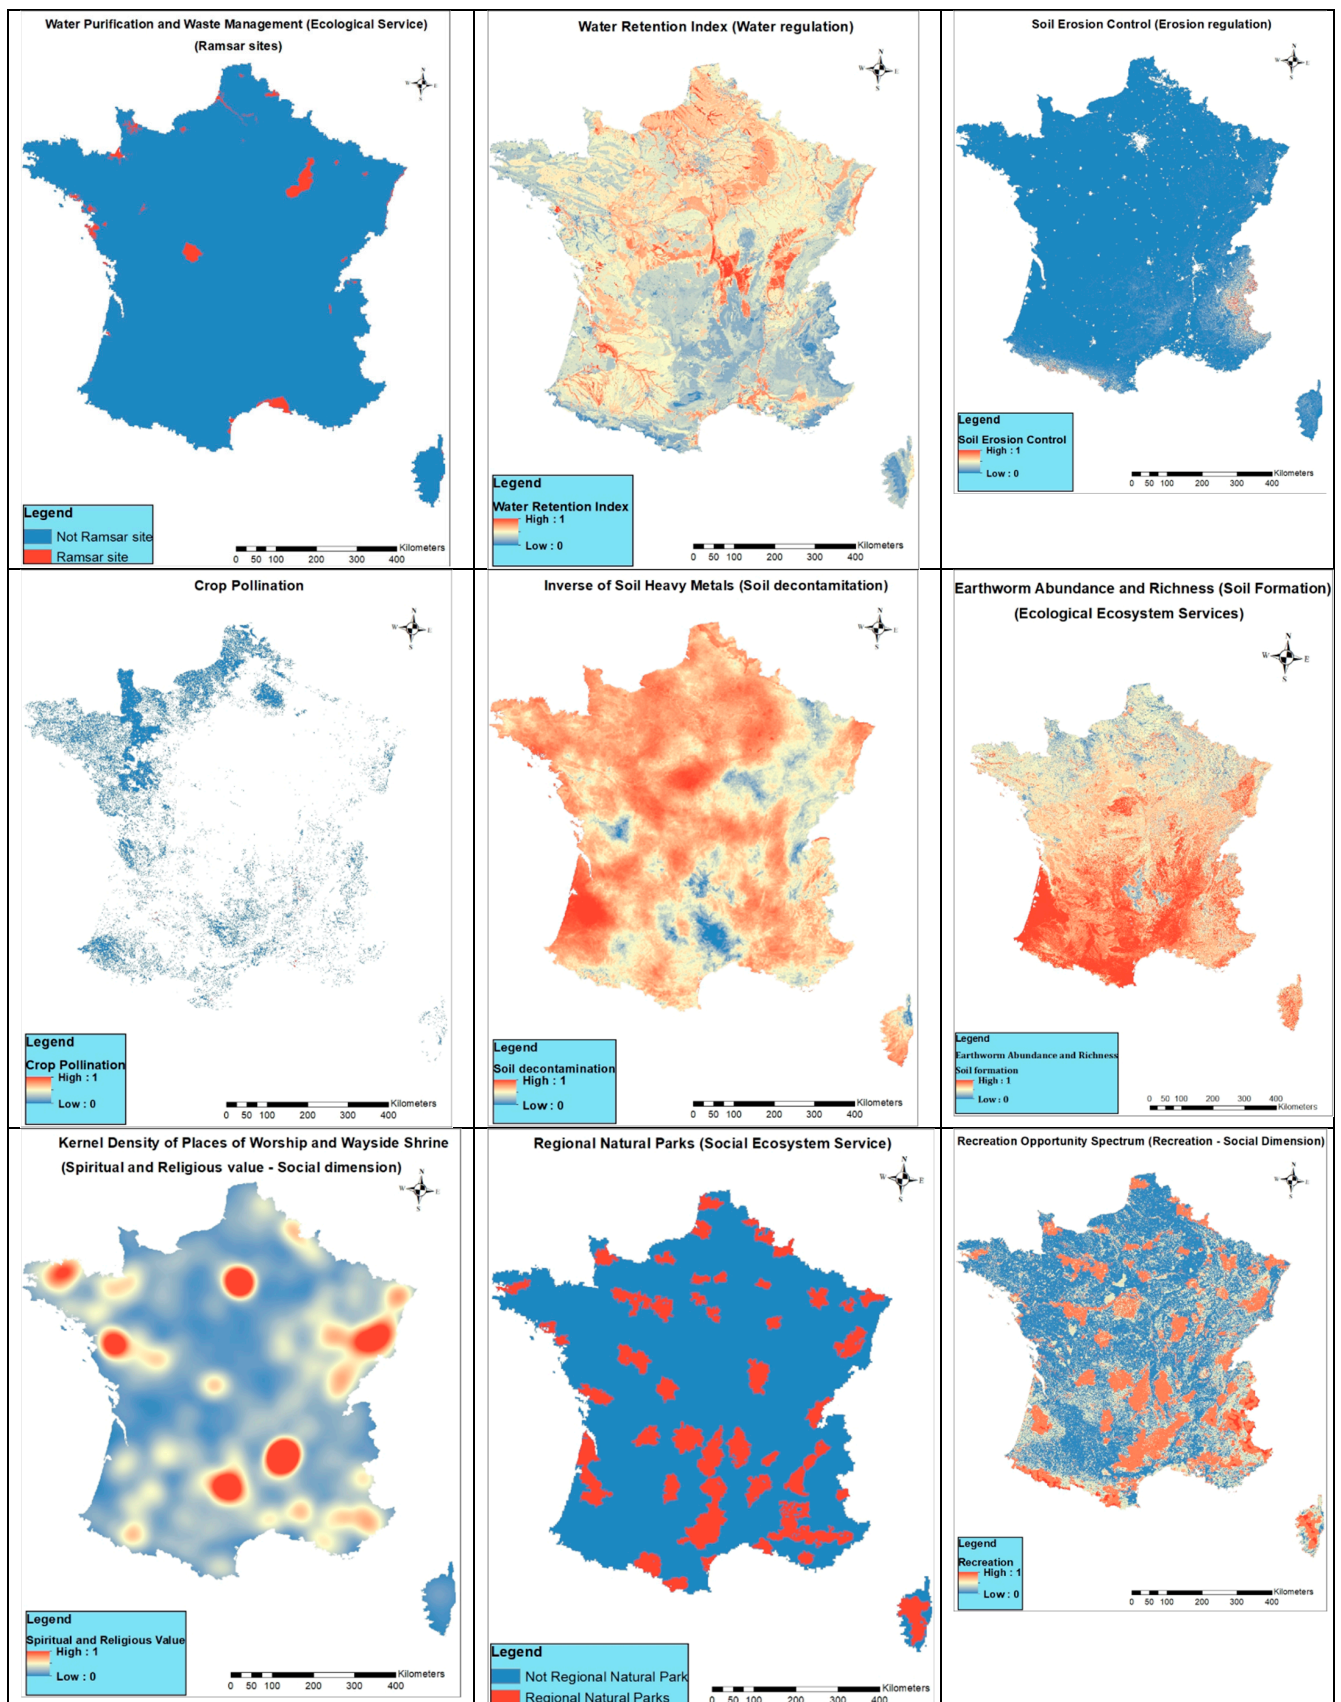 Water Purification and Waste Management (Ecological Service)
(Ramsar sites)
N
W
E
S
Legend
Not Ramsar site
Ramsar site
Kilometers
0 50 100 200 300 400
Water Retention Index (Water regulation)
N
W
E
S
Legend
Water Retention Index
High : 1
Low : 0
Kilometers
0 50 100 200 300 400
Soil Erosion Control (Erosion regulation)
N
W
E
S
Legend
Soil Erosion Control
High : 1
Low : 0
Kilometers
0 50 100 200 300 400
Crop Pollination
N
W
E
S
Legend
Crop Pollination
High : 1
Low : 0
Kilometers
0 50 100 200 300 400
Inverse of Soil Heavy Metals (Soil decontamitation)
N
W
E
S
Legend
Soil decontamination
High : 1
Low : 0
Kilometers
0 50 100 200 300 400
Earthworm Abundance and Richness (Soil Formation)
(Ecological Ecosystem Services)
N
W
E
S
Legend
Earthworm Abundance and Richness
Soil formation
High : 1
Low : 0
0 50 100 200 300 400
Kilometers
Kernel Density of Places of Worship and Wayside Shrine
(Spiritual and Religious value - Social dimension)
N
W
E
S
Legend
Spiritual and Religious Value
High : 1
Low : 0
Kilometers
0 50 100 200 300 400
Regional Natural Parks (Social Ecosystem Service)
N
W
E
S
Legend
Not Regional Natural Park
Regional Natural Parks
Kilometers
0 50 100 200 300 400
Recreation Opportunity Spectrum (Recreation - Social Dimension)
N
W
E
S
Legend
Recreation
High : 1
Low : 0
Kilometers
0 50 100 200 300 400